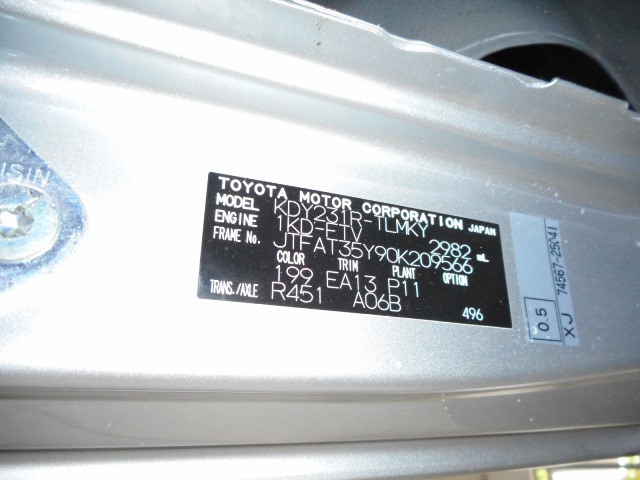 ISIN
TOYOTA MOTOR CORPORATION JAPAN
MODEL KDY231R-TLMKY
ENGINE 1KD-FTV 2982 mL
FRAME No. JTFAT35Y90K209566
COLOR TRIM PLANT OPTION
199 EA13 P11
TRANS./AXLE R451 A06B
496
74567-25041
0.5 XJ